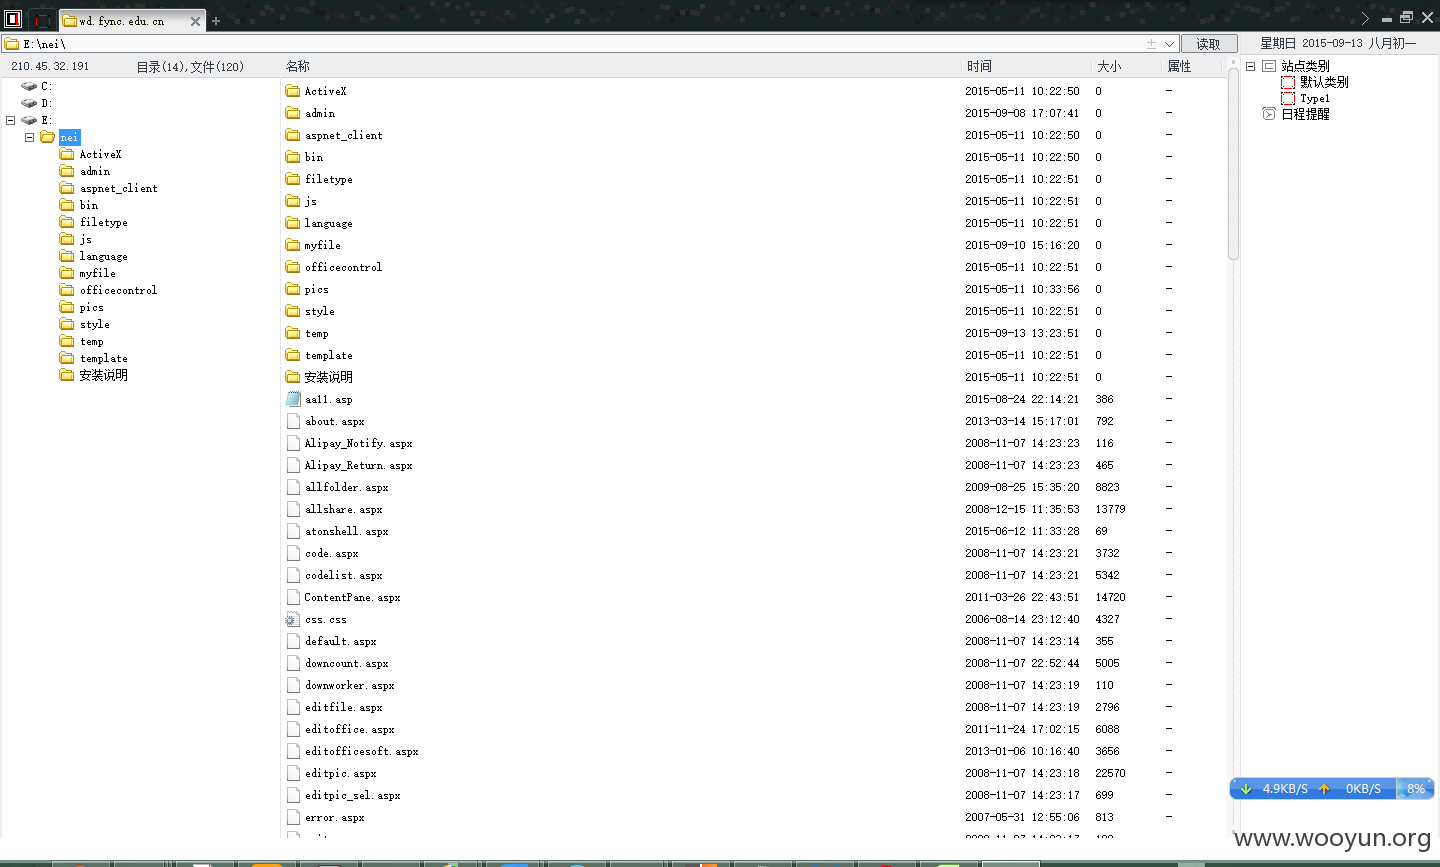 wd.fync.edu.cn
E:\nei\
读取
星期日 2015-09-13 八月初一
210.45.32.191 目录(14),文件(120)
名称 时间 大小 属性
C:
D:
E:
nei
ActiveX
admin
aspnet_client
bin
filetype
js
language
myfile
officecontrol
pics
style
temp
template
安装说明
ActiveX 2015-05-11 10:22:50 0 -
admin 2015-09-08 17:07:41 0 -
aspnet_client 2015-05-11 10:22:50 0 -
bin 2015-05-11 10:22:50 0 -
filetype 2015-05-11 10:22:51 0 -
js 2015-05-11 10:22:51 0 -
language 2015-05-11 10:22:51 0 -
myfile 2015-09-10 15:16:20 0 -
officecontrol 2015-05-11 10:22:51 0 -
pics 2015-05-11 10:33:56 0 -
style 2015-05-11 10:22:51 0 -
temp 2015-09-13 13:23:51 0 -
template 2015-05-11 10:22:51 0 -
安装说明 2015-05-11 10:22:51 0 -
aa11.asp 2015-08-24 22:14:21 386 -
about.aspx 2013-03-14 15:17:01 792 -
Alipay_Notify.aspx 2008-11-07 14:23:23 116 -
Alipay_Return.aspx 2008-11-07 14:23:23 465 -
allfolder.aspx 2009-08-25 15:35:20 8823 -
allshare.aspx 2008-12-15 11:35:53 13779 -
atonshell.aspx 2015-06-12 11:33:28 69 -
code.aspx 2008-11-07 14:23:21 3732 -
codelist.aspx 2008-11-07 14:23:21 5342 -
ContentPane.aspx 2011-03-26 22:43:51 14720 -
css.css 2006-08-14 23:12:40 4327 -
default.aspx 2008-11-07 14:23:14 355 -
downcount.aspx 2008-11-07 22:52:44 5005 -
downworker.aspx 2008-11-07 14:23:19 110 -
editfile.aspx 2008-11-07 14:23:19 2796 -
editoffice.aspx 2011-11-24 17:02:15 6088 -
editofficesoft.aspx 2013-01-06 10:16:40 3656 -
editpic.aspx 2008-11-07 14:23:18 22570 -
editpic_sel.aspx 2008-11-07 14:23:17 699 -
error.aspx 2007-05-31 12:55:06 813 -
站点类别
默认类别
Type1
日程提醒
4.9KB/S 0KB/S 8%
www.wooyun.org